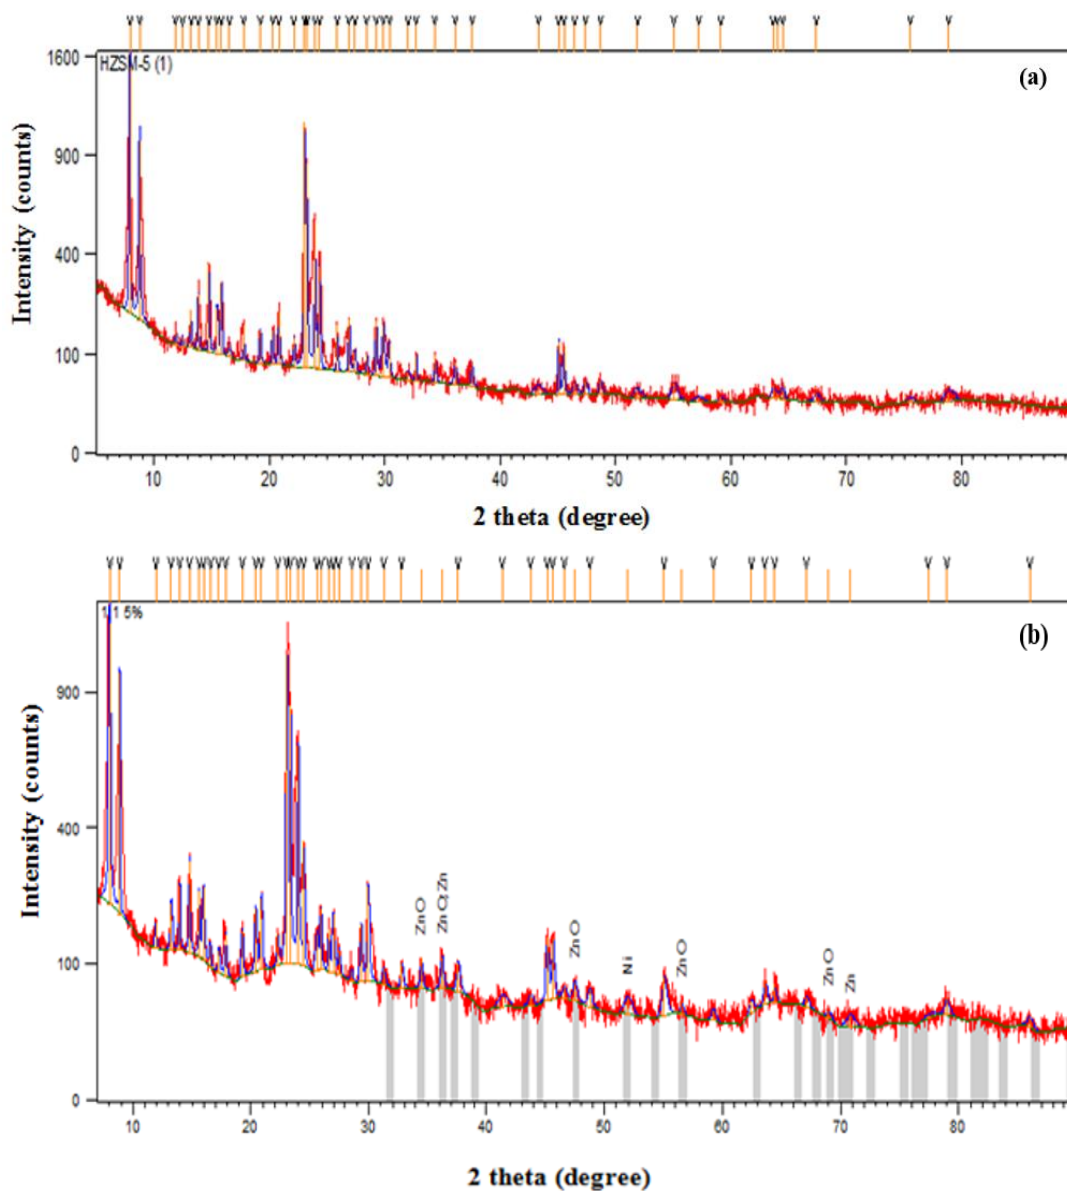 HZSM-5 (1)
(a)
1600
900
400
100
0
Intensity (counts)
10 20 30 40 50 60 70 80
2 theta (degree)
1 1 5%
(b)
900
400
100
0
Intensity (counts)
ZnO
ZnO; Zn
ZnO
Ni
ZnO
ZnO
Zn
10 20 30 40 50 60 70 80
2 theta (degree)